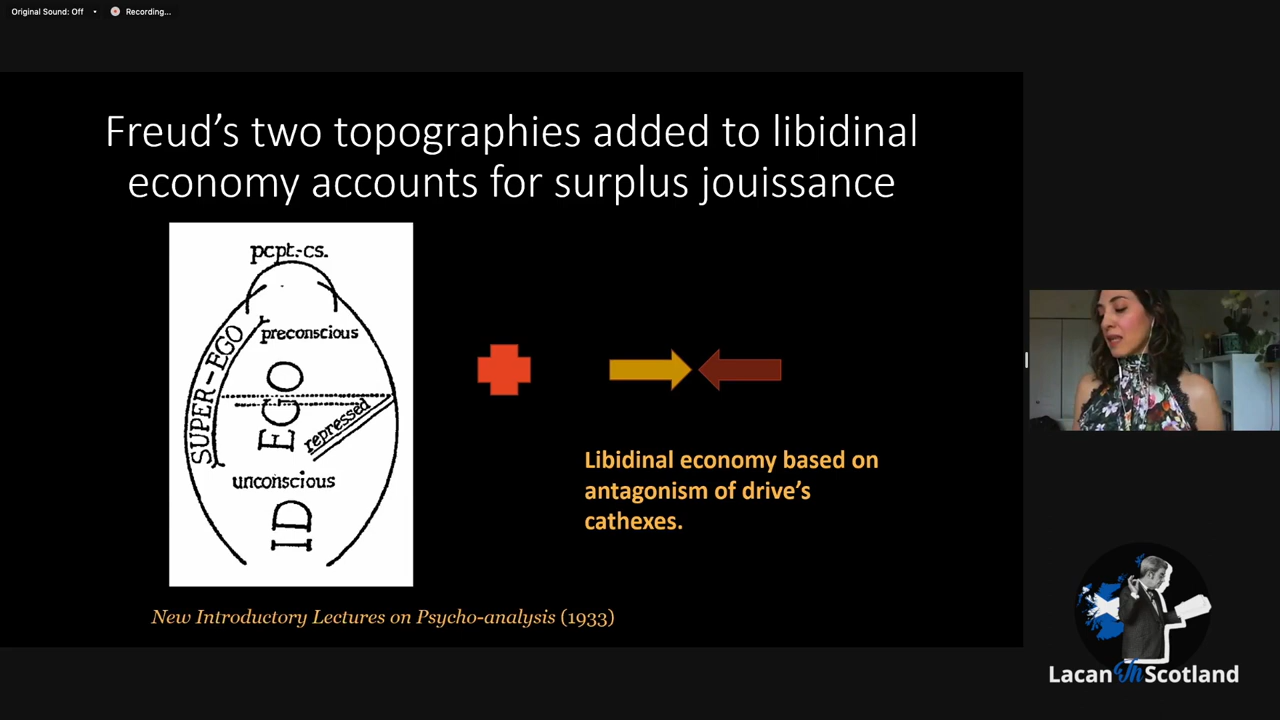 Original Sound: Off
Recording...
Freud’s two topographies added to libidinal
economy accounts for surplus jouissance
pcpt.-cs.
preconscious
SUPER-EGO
EGO
repressed
unconscious
ID
Libidinal economy based on
antagonism of drive’s
cathexes.
New Introductory Lectures on Psycho-analysis (1933)
Lacan In Scotland